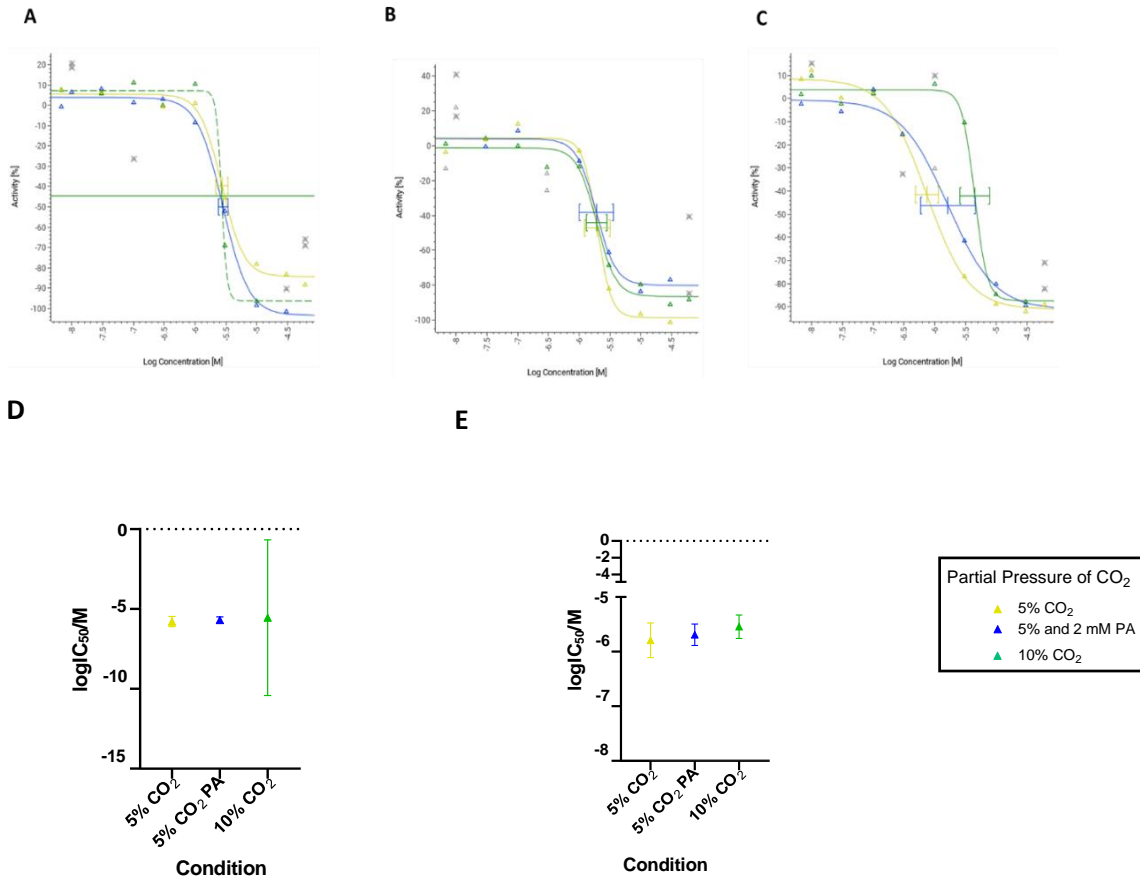 A
20
10
0
-10
-20
-30
-40
-50
-60
-70
-80
-90
-100
Activity [%]
-8
-7.5
-7
-6.5
-6
-5.5
-5
-4.5
Log Concentration [M]
B
40
20
0
-20
-40
-60
-80
-100
Activity [%]
-8
-7.5
-7
-6.5
-6
-5.5
-5
-4.5
Log Concentration [M]
C
20
10
0
-10
-20
-30
-40
-50
-60
-70
-80
-90
Activity [%]
-8
-7.5
-7
-6.5
-6
-5.5
-5
-4.5
Log Concentration [M]
D
0
-5
-10
-15
logIC₅₀/M
5% CO₂
5% CO₂ PA
10% CO₂
Condition
E
0
-2
-4
-5
-6
-7
-8
logIC₅₀/M
5% CO₂
5% CO₂ PA
10% CO₂
Condition
Partial Pressure of CO₂
5% CO₂
5% and 2 mM PA
10% CO₂